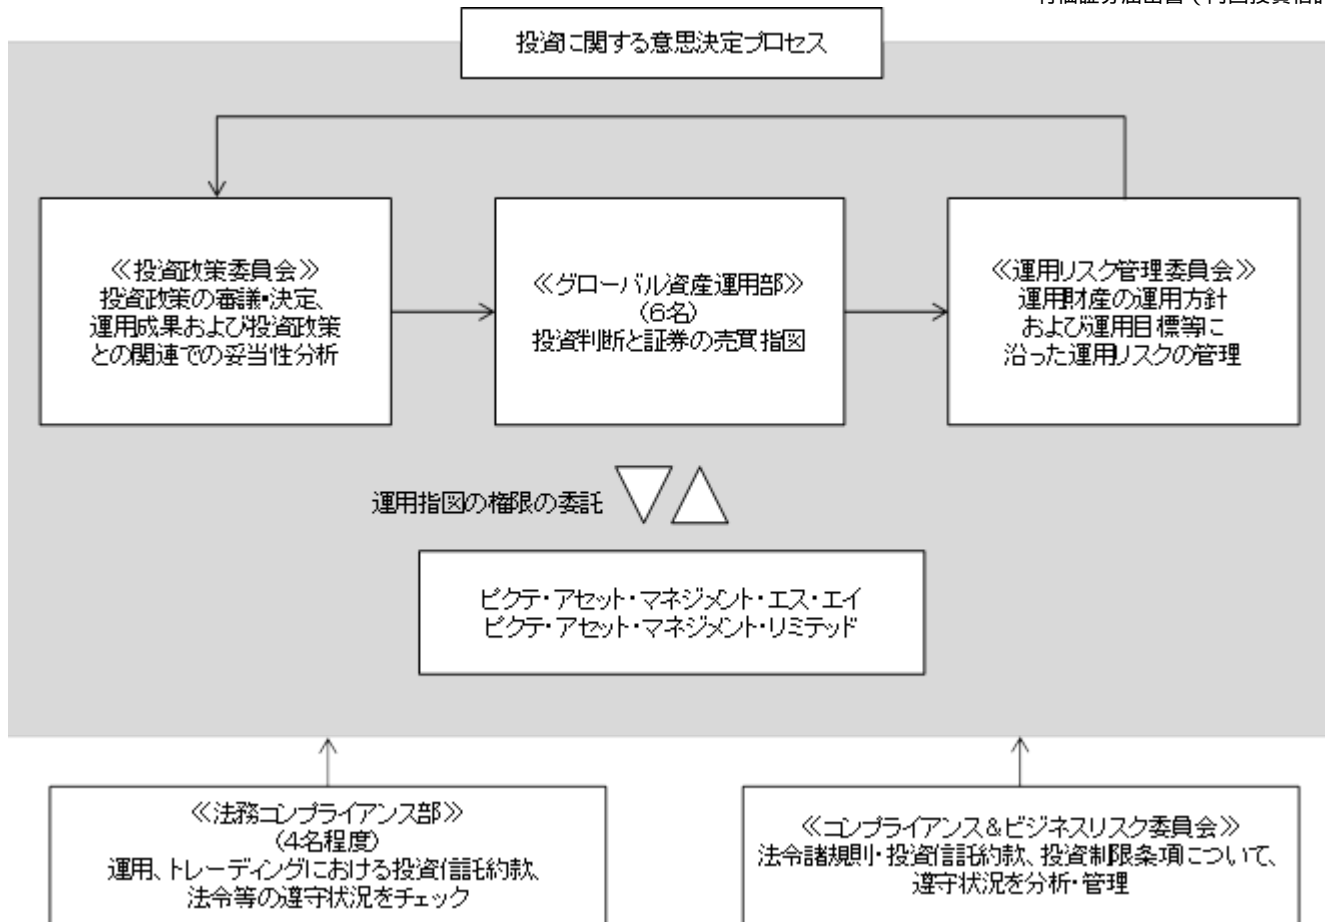 投資に関する意思決定プロセス
≪投資政策委員会≫
投資政策の審議・決定、
運用成果および投資政策
との関連での妥当性分析
≪グローバル資産運用部≫
(6名)
投資判断と証券の売買指図
≪運用リスク管理委員会≫
運用財産の運用方針
および運用目標等に
沿った運用リスクの管理
運用指図の権限の委託
ピクテ・アセット・マネジメント・エス・エイ
ピクテ・アセット・マネジメント・リミテッド
≪法務コンプライアンス部≫
(4名程度)
運用、トレーディングにおける投資信託約款、
法令等の遵守状況をチェック
≪コンプライアンス＆ビジネスリスク委員会≫
法令諸規則・投資信託約款、投資制限条項について、
遵守状況を分析・管理